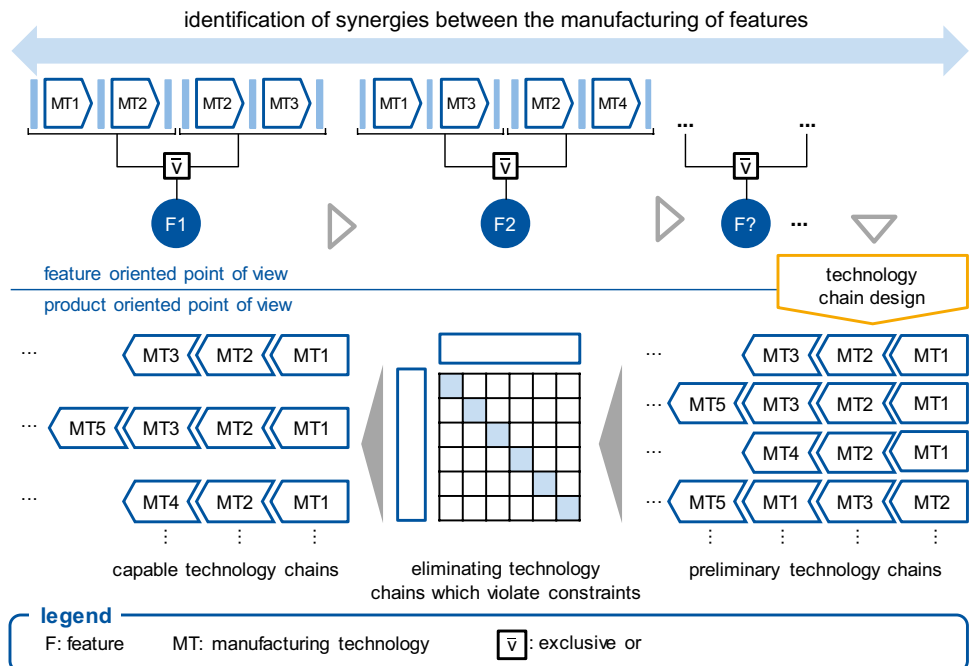 identification of synergies between the manufacturing of features
MT1 MT2 MT2 MT3 MT1 MT3 MT2 MT4 ... ...
v̅ v̅ v̅
F1 F2 F? ...
feature oriented point of view
product oriented point of view
technology
chain design
... MT3 MT2 MT1 ... MT3 MT2 MT1
... MT5 MT3 MT2 MT1
... MT5 MT3 MT2 MT1
... MT4 MT2 MT1
... MT4 MT2 MT1 ... MT5 MT1 MT3 MT2
capable technology chains
eliminating technology
chains which violate constraints
preliminary technology chains
legend
F: feature MT: manufacturing technology v̅: exclusive or